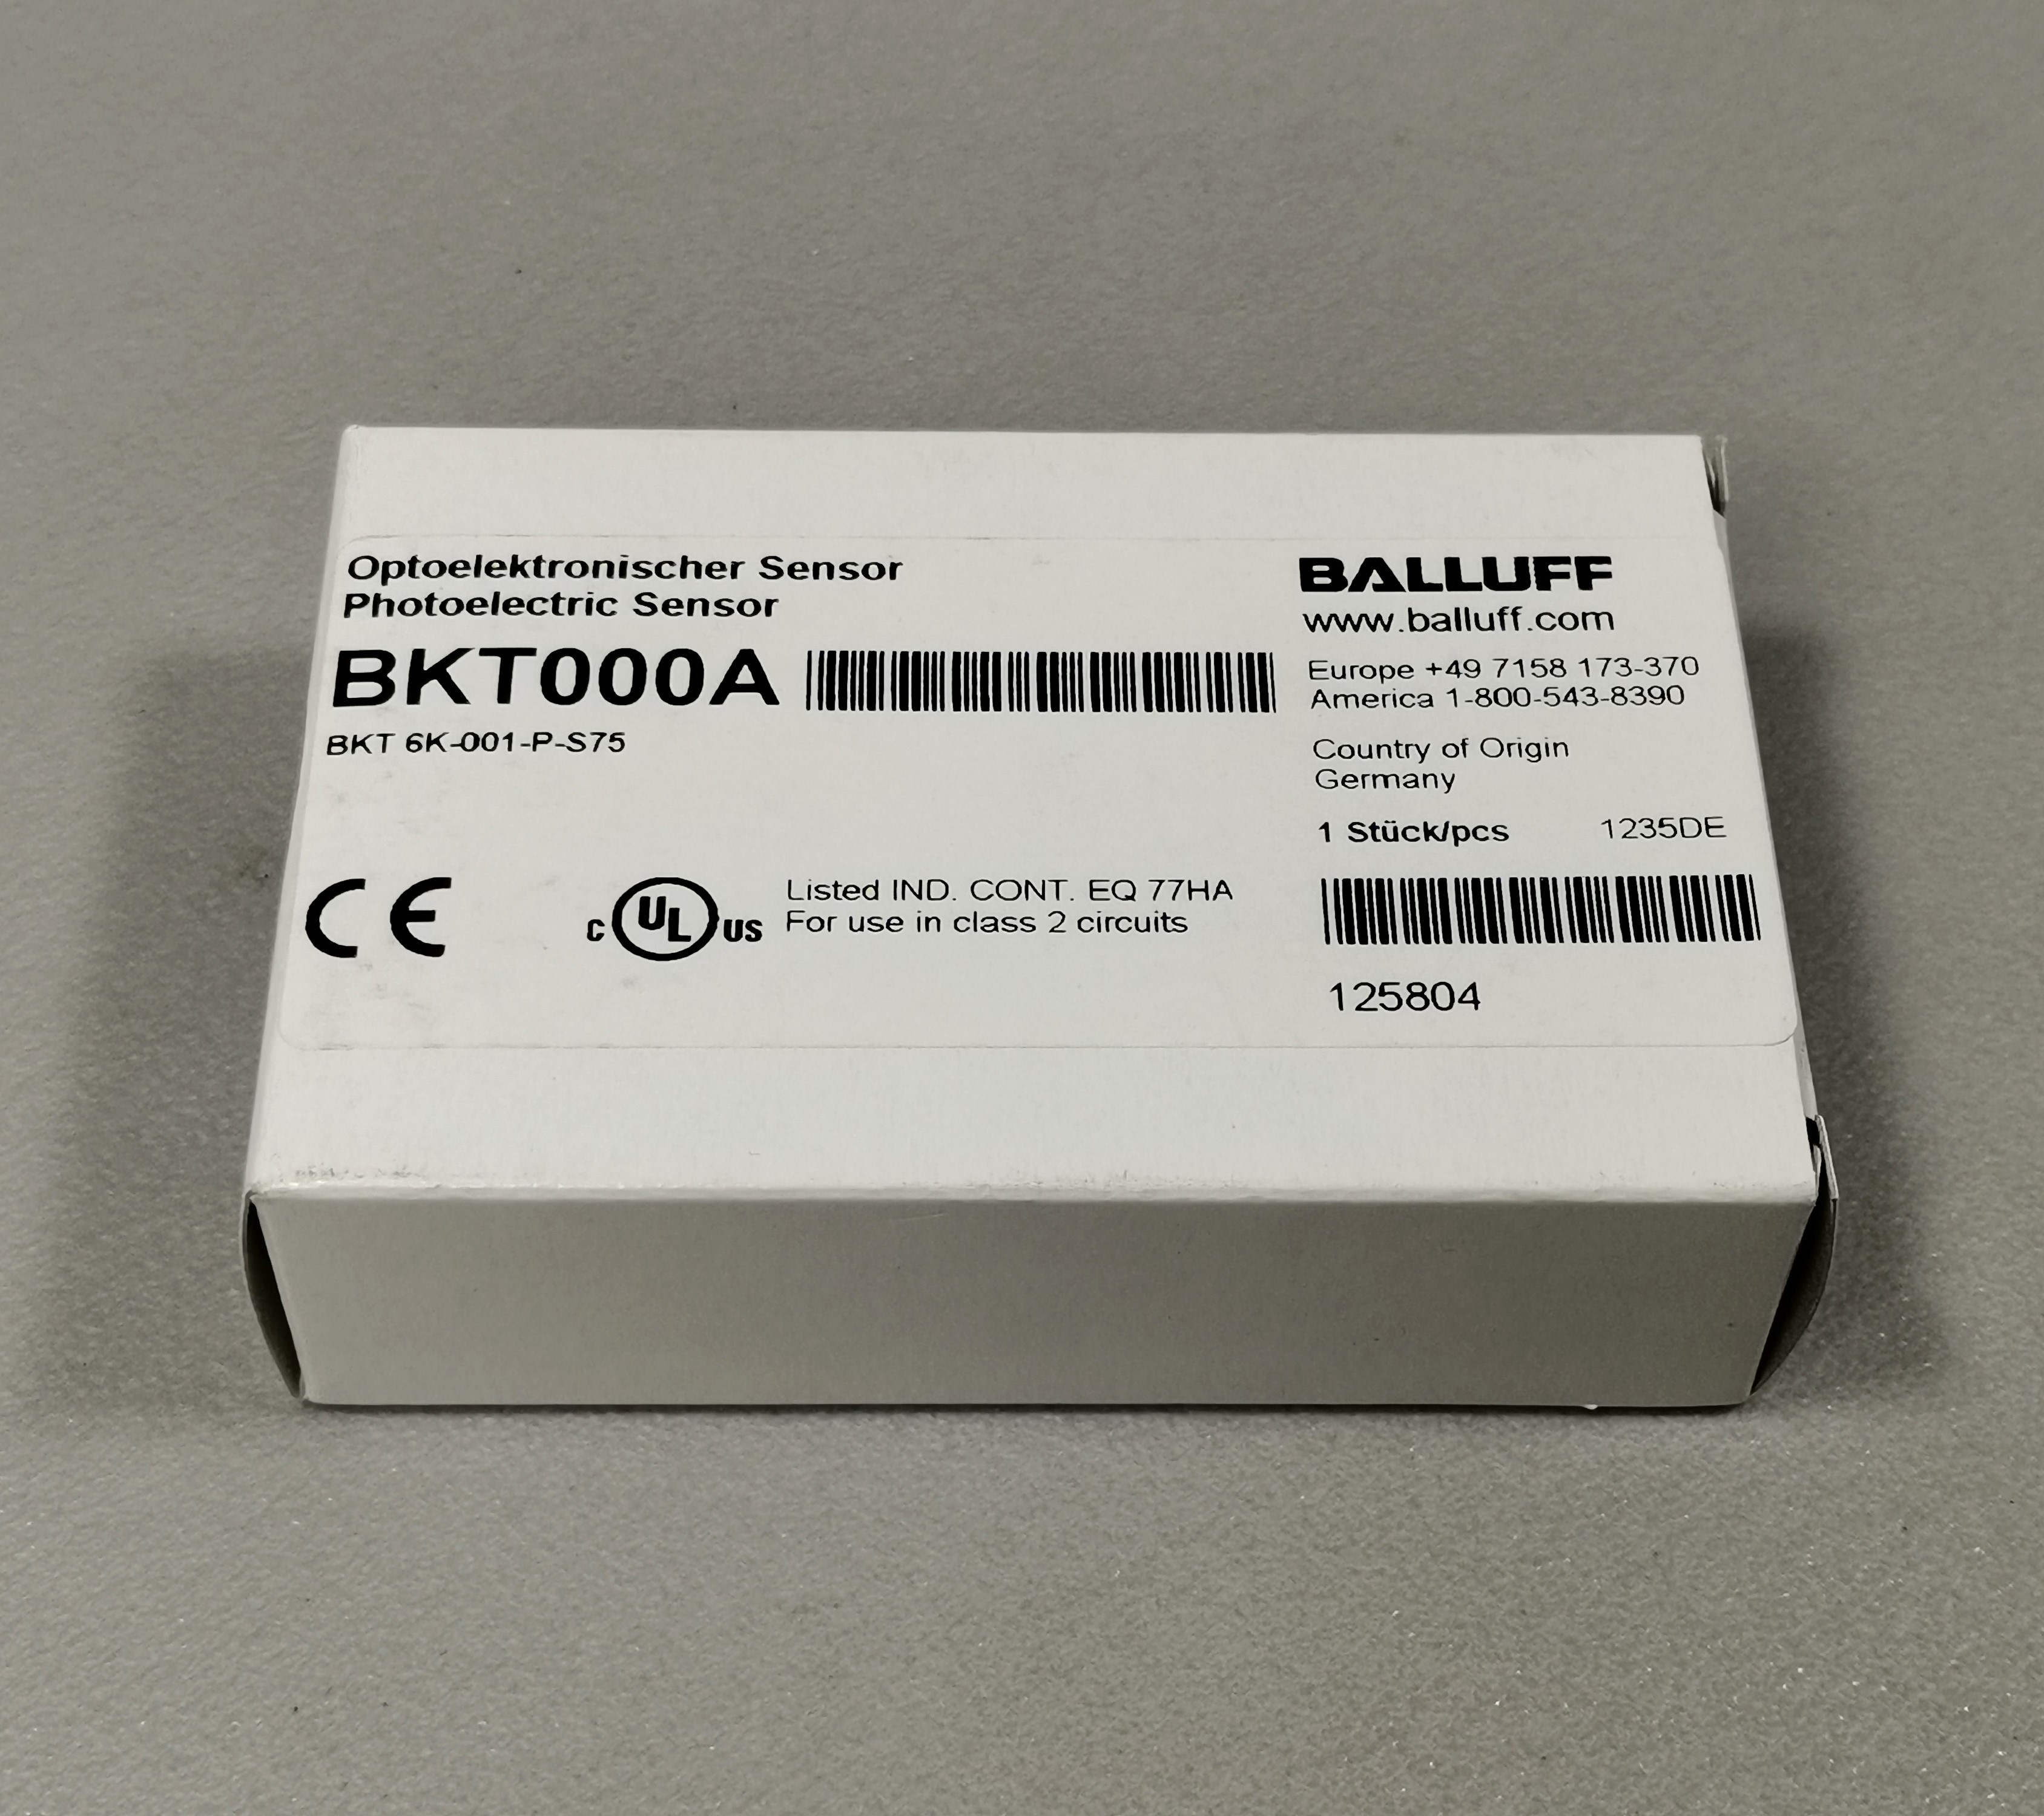 Optoelektronischer Sensor
Photoelectric Sensor
BKT000A
BKT 6K-001-P-S75
CE
c UL US
Listed IND. CONT. EQ 77HA
For use in class 2 circuits
BALLUFF
www.balluff.com
Europe +49 7158 173-370
America 1-800-543-8390
Country of Origin
Germany
1 Stück/pcs 1235DE
125804